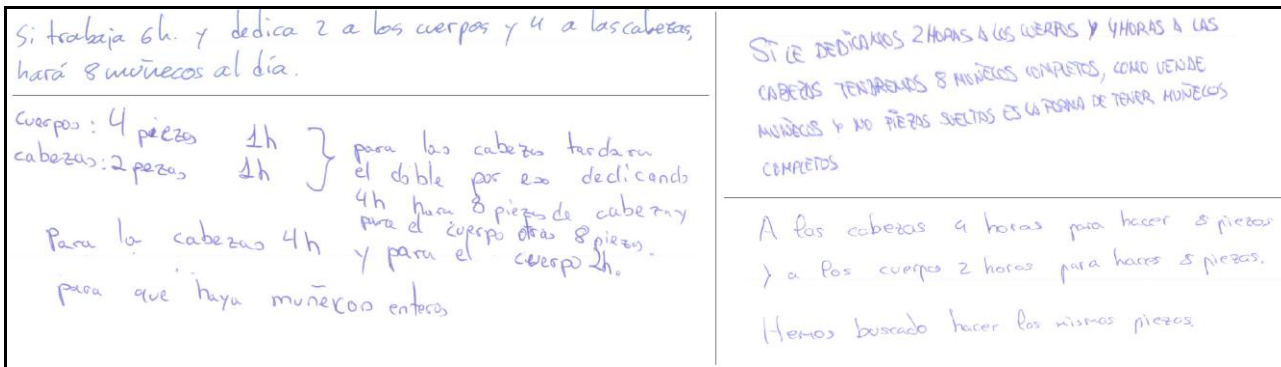 Si trabaja 6h. y dedica 2 a los cuerpos y 4 a las cabezas,
hará 8 muñecos al día.
cuerpos: 4 piezas 1h
cabezas: 2 pezas 1h
para las cabezas tardara
el doble por eso dedicando
4h hara 8 piezas de cabeza y
para el cuerpo otras 8 piezas.
Para la cabezas 4h y para el cuerpo 2h.
para que haya muñecos enteros
SI LE DEDICAMOS 2 HORAS A LOS CUERPOS Y 4 HORAS A LAS
CABEZAS TENDREMOS 8 MUÑECOS COMPLETOS, COMO VENDE
MUÑECOS Y NO PIEZAS SUELTAS ES LA FORMA DE TENER MUÑECOS
COMPLETOS
A las cabezas 4 horas para hacer 8 piezas
y a los cuerpos 2 horas para hacer 8 piezas.
Hemos buscado hacer las mismas piezas.